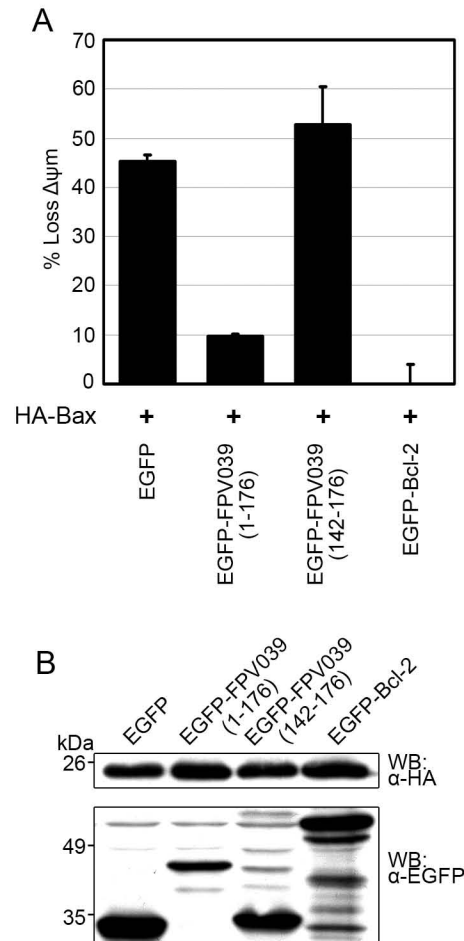 A
% Loss Δψm
70
60
50
40
30
20
10
0
HA-Bax + + + +
EGFP
EGFP-FPV039
(1-176)
EGFP-FPV039
(142-176)
EGFP-Bcl-2
B
EGFP
EGFP-FPV039
(1-176)
EGFP-FPV039
(142-176)
EGFP-Bcl-2
kDa
26
WB:
α-HA
49
35
WB:
α-EGFP